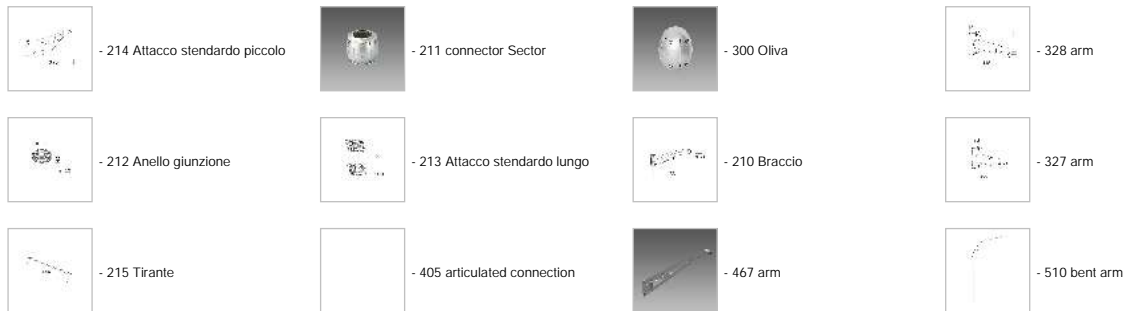 - 214 Attacco stendardo piccolo
- 211 connector Sector
- 300 Oliva
- 328 arm
- 212 Anello giunzione
- 213 Attacco stendardo lungo
- 210 Braccio
- 327 arm
- 215 Tirante
- 405 articulated connection
- 467 arm
- 510 bent arm